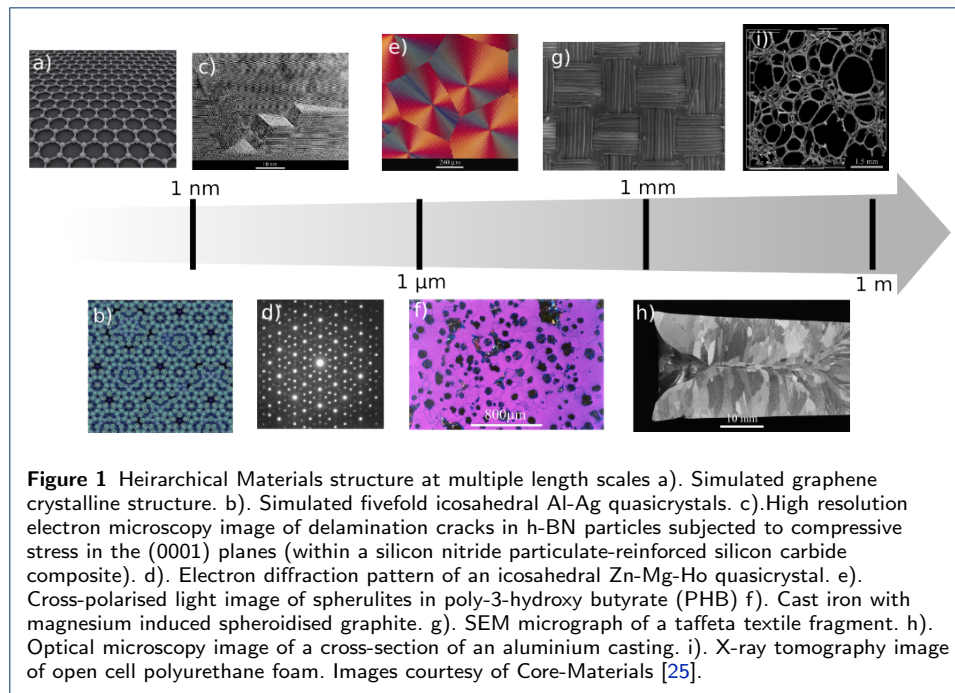 a)
c)
10 nm
e)
200 µm
g)
i)
1.5 mm
1 nm
1 mm
1 µm
1 m
b)
d)
f)
800µm
h)
10 mm
Figure 1 Heirarchical Materials structure at multiple length scales a). Simulated graphene
crystalline structure. b). Simulated fivefold icosahedral Al-Ag quasicrystals. c).High resolution
electron microscopy image of delamination cracks in h-BN particles subjected to compressive
stress in the (0001) planes (within a silicon nitride particulate-reinforced silicon carbide
composite). d). Electron diffraction pattern of an icosahedral Zn-Mg-Ho quasicrystal. e).
Cross-polarised light image of spherulites in poly-3-hydroxy butyrate (PHB) f). Cast iron with
magnesium induced spheroidised graphite. g). SEM micrograph of a taffeta textile fragment. h).
Optical microscopy image of a cross-section of an aluminium casting. i). X-ray tomography image
of open cell polyurethane foam. Images courtesy of Core-Materials [25].